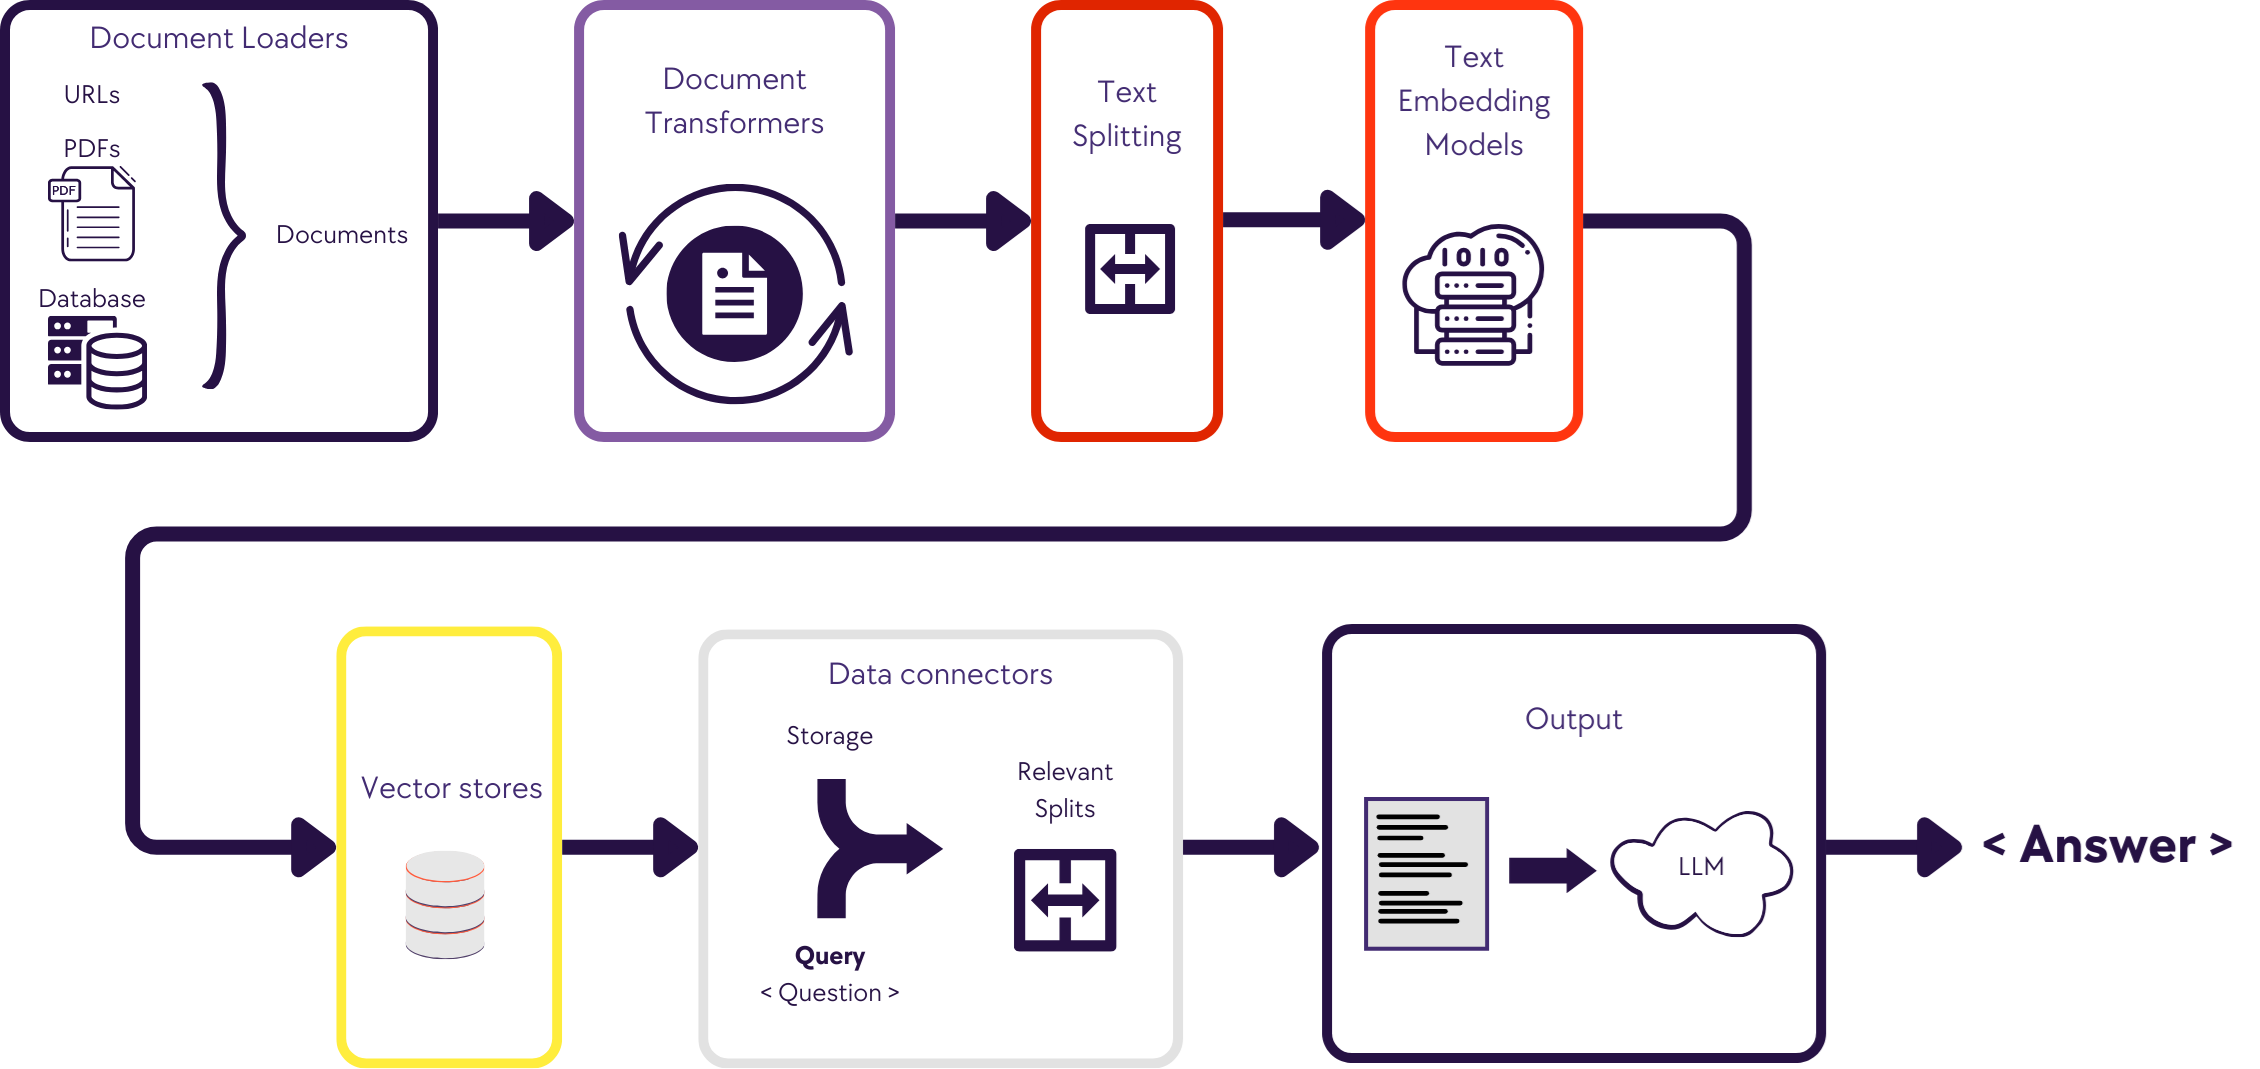 Document Loaders
URLs
PDFs
PDF
Database
Documents
Document
Transformers
Text
Splitting
Text
Embedding
Models
1010
Vector stores
Data connectors
Storage
Query
< Question >
Relevant
Splits
Output
LLM
< Answer >